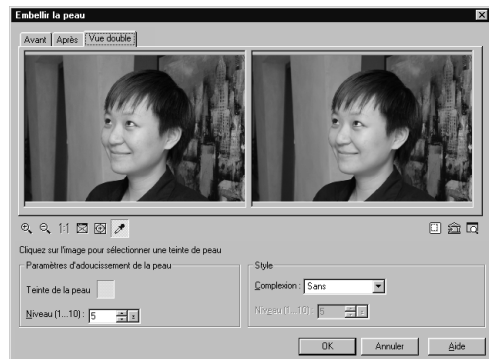 Embellir la peau
Avant Après Vue double
1:1
Cliquez sur l'image pour sélectionner une teinte de peau
Paramètres d'adoucissement de la peau
Style
Teinte de la peau
Complexion : Sans
Niveau (1...10) : 5
Niveau (1...10) : 5
OK Annuler Aide